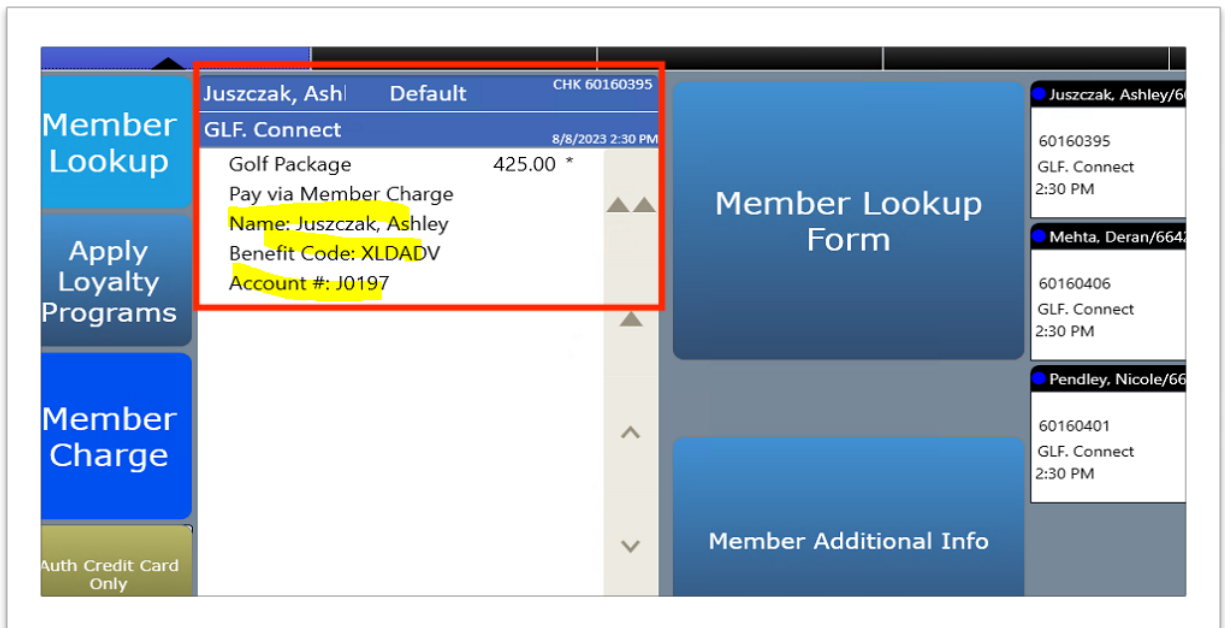 Member
Lookup
Apply
Loyalty
Programs
Member
Charge
Auth Credit Card
Only
Juszczak, Ash Default CHK 60160395
GLF. Connect 8/8/2023 2:30 PM
Golf Package 425.00 *
Pay via Member Charge
Name: Juszczak, Ashley
Benefit Code: XLDADV
Account #: J0197
Member Lookup
Form
Member Additional Info
Juszczak, Ashley/6
60160395
GLF. Connect
2:30 PM
Mehta, Deran/664
60160406
GLF. Connect
2:30 PM
Pendley, Nicole/66
60160401
GLF. Connect
2:30 PM